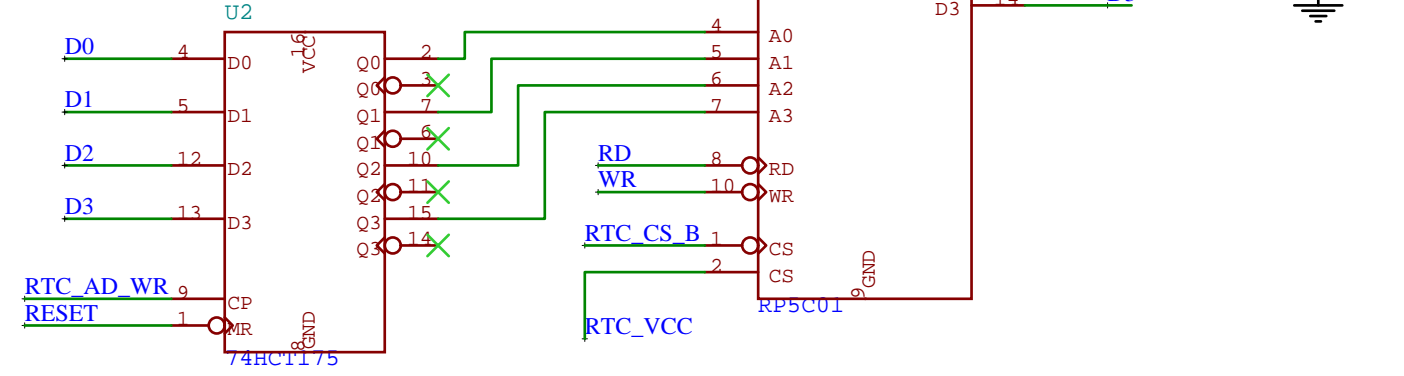 U2
D0 4 D0
16
VCC
Q0 2
Q0 3
D1 5 D1
Q1 7
Q1 6
D2 12 D2
Q2 10
Q2 11
D3 13 D3
Q3 15
Q3 14
RTC_AD_WR 9 CP
RESET 1 MR
8
GND
74HCT175
D3 14
4 A0
5 A1
6 A2
7 A3
RD 8 RD
WR 10 WR
RTC_CS_B 1 CS
2 CS
RTC_VCC
9
GND
RP5C01